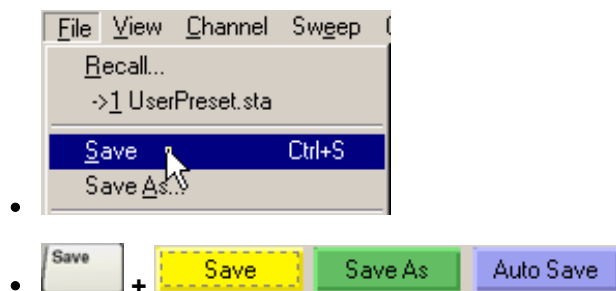 File View Channel Sweep
Recall...
->1 UserPreset.sta
Save Ctrl+S
Save As...
Save + Save Save As Auto Save